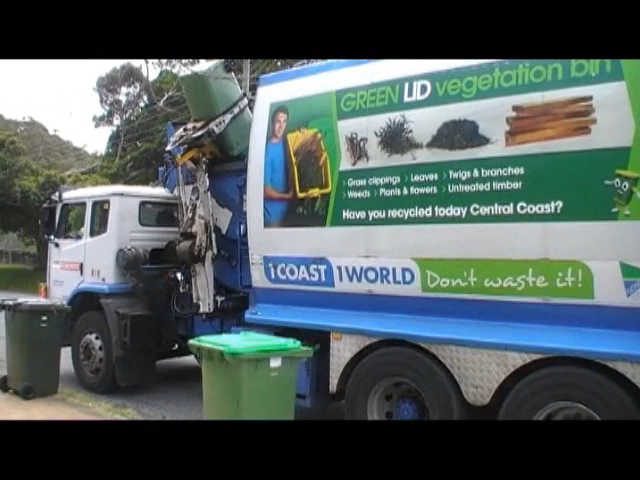 GREEN LID vegetation bin
› Grass clippings › Leaves › Twigs & branches
› Weeds › Plants & flowers › Untreated timber
Have you recycled today Central Coast?
1 COAST 1 WORLD
Don't waste it!